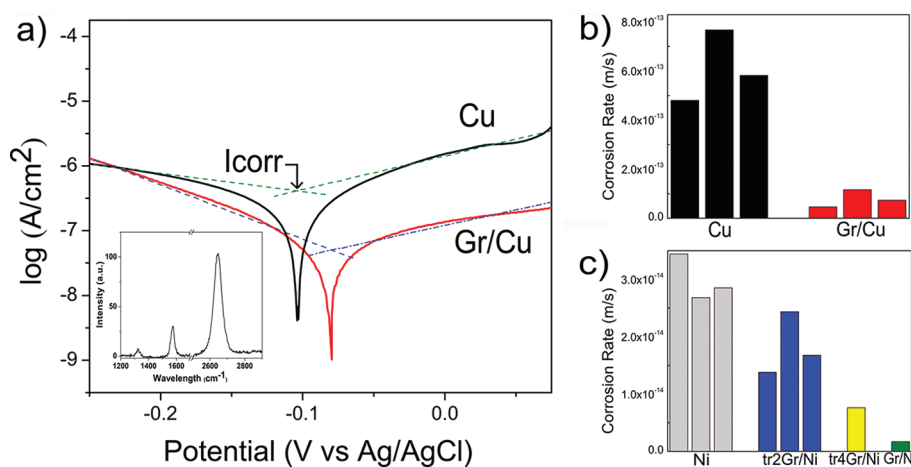 a)
-4
-5
-6
-7
-8
-9
log (A/cm²)
Cu
Icorr
Gr/Cu
100
50
0
Intensity (a.u.)
1200 1600 2600 2800
Wavelength (cm⁻¹)
-0.2 -0.1 0.0
Potential (V vs Ag/AgCl)
b)
8.0x10⁻¹³
6.0x10⁻¹³
4.0x10⁻¹³
2.0x10⁻¹³
0.0
Corrosion Rate (m/s)
Cu Gr/Cu
c)
3.0x10⁻¹⁴
2.0x10⁻¹⁴
1.0x10⁻¹⁴
0.0
Corrosion Rate (m/s)
Ni tr2Gr/Ni tr4Gr/Ni Gr/N